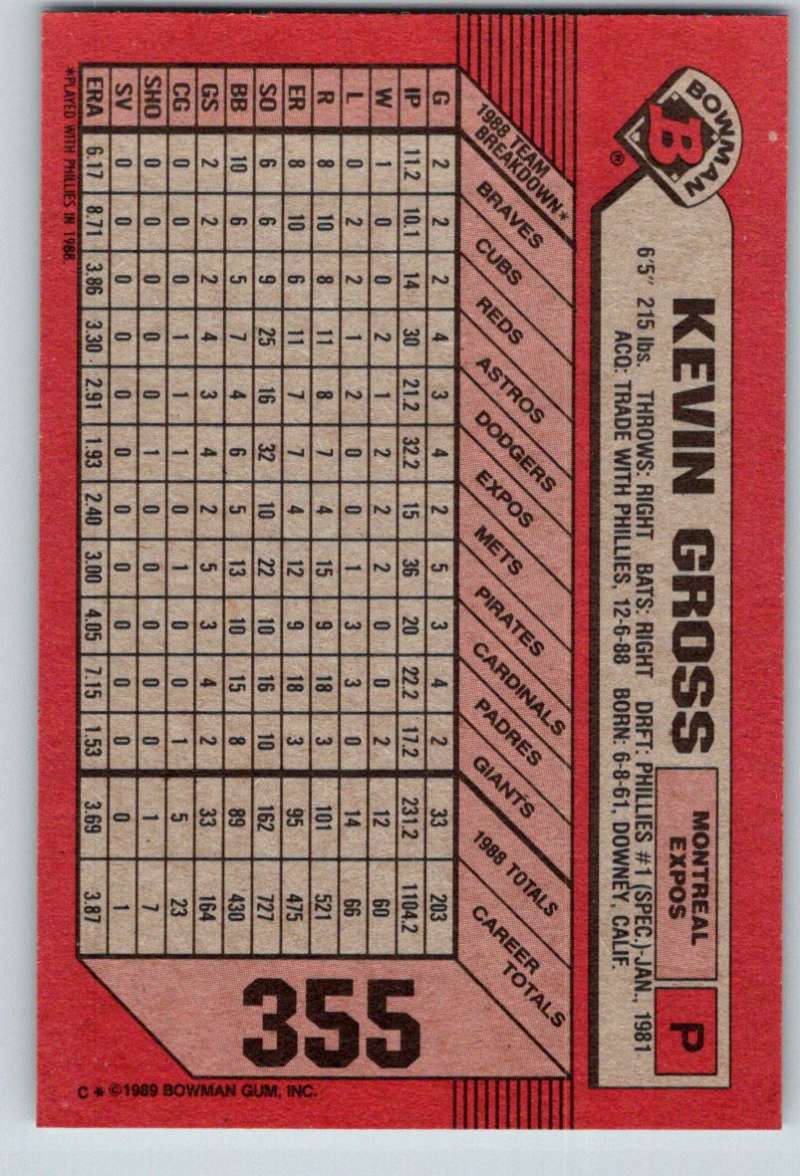 BOWMAN
B
®
KEVIN GROSS
MONTREAL
EXPOS
P
6'5" 215 lbs. THROWS: RIGHT BATS: RIGHT DRFT: PHILLIES #1 (SPEC.)-JAN., 1981
ACQ: TRADE WITH PHILLIES, 12-6-88 BORN: 6-8-61, DOWNEY, CALIF.
1988 TEAM
BREAKDOWN*
BRAVES
CUBS
REDS
ASTROS
DODGERS
EXPOS
METS
PIRATES
CARDINALS
PADRES
GIANTS
1988 TOTALS
CAREER
TOTALS
G 2 2 2 4 3 4 2 5 3 4 2 33 203
IP 11.2 10.1 14 30 21.2 32.2 15 36 20 22.2 17.2 231.2 1104.2
W 1 0 0 2 1 2 2 2 0 0 2 12 60
L 0 2 2 1 2 0 0 1 3 3 0 14 66
R 8 10 8 11 8 7 4 15 9 18 3 101 521
ER 8 10 6 11 7 7 4 12 9 18 3 95 475
SO 6 6 9 25 16 32 10 22 10 16 10 162 727
BB 10 6 5 7 4 6 5 13 10 15 8 89 430
GS 2 2 2 4 3 4 2 5 3 4 2 33 164
CG 0 0 0 1 1 1 0 1 0 0 1 5 23
SHO 0 0 0 0 0 1 0 0 0 0 0 1 7
SV 0 0 0 0 0 0 0 0 0 0 0 0 1
ERA 6.17 8.71 3.86 3.30 2.91 1.93 2.40 3.00 4.05 7.15 1.53 3.69 3.87
*PLAYED WITH PHILLIES IN 1988.
355
C * ©1989 BOWMAN GUM, INC.